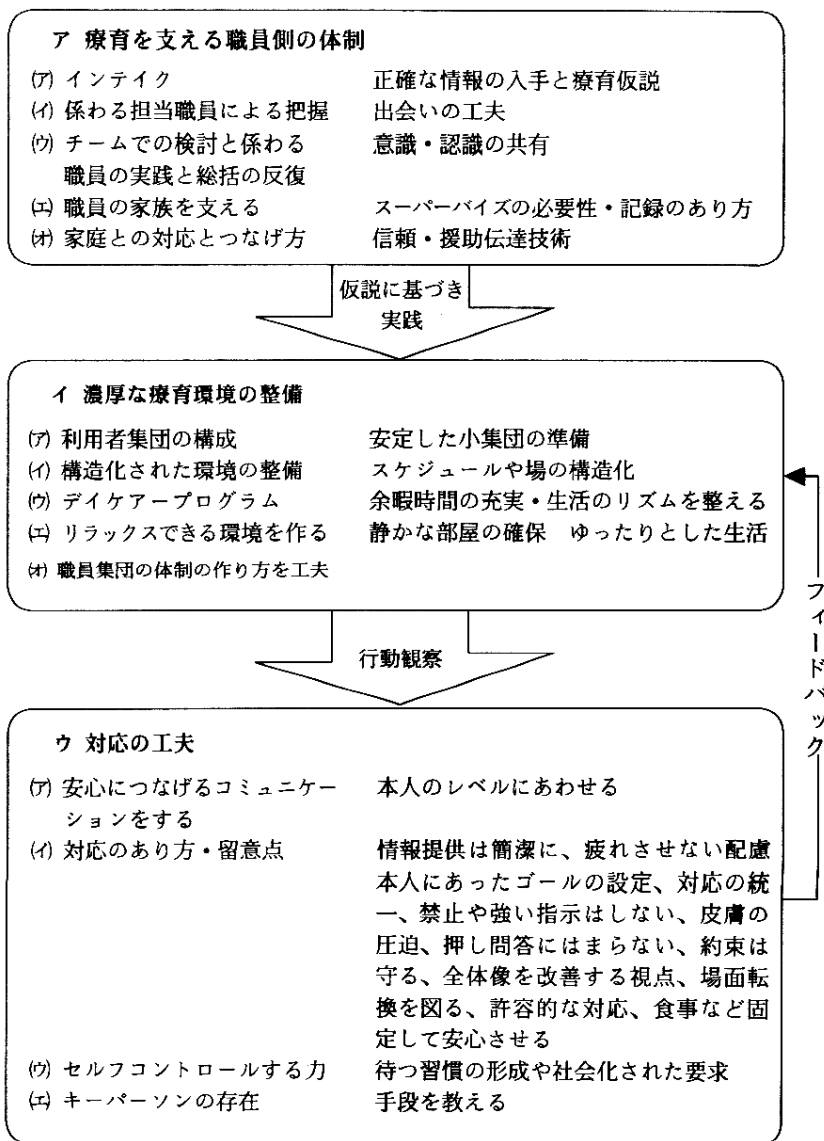 ア 療育を支える職員側の体制
(ア) インテイク 正確な情報の入手と療育仮説
(イ) 係わる担当職員による把握 出会いの工夫
(ウ) チームでの検討と係わる 意識・認識の共有
職員の実践と総括の反復
(エ) 職員の家族を支える スーパーバイズの必要性・記録のあり方
(オ) 家庭との対応とつなげ方 信頼・援助伝達技術
仮説に基づき
実践
イ 濃厚な療育環境の整備
(ア) 利用者集団の構成 安定した小集団の準備
(イ) 構造化された環境の整備 スケジュールや場の構造化
(ウ) デイケアープログラム 余暇時間の充実・生活のリズムを整える
(エ) リラックスできる環境を作る 静かな部屋の確保 ゆったりとした生活
(オ) 職員集団の体制の作り方を工夫
行動観察
フィードバック
ウ 対応の工夫
(ア) 安心につなげるコミュニケー 本人のレベルにあわせる
ションをする
(イ) 対応のあり方・留意点 情報提供は簡潔に、疲れさせない配慮
本人にあったゴールの設定、対応の統
一、禁止や強い指示はしない、皮膚の
圧迫、押し問答にはまらない、約束は
守る、全体像を改善する視点、場面転
換を図る、許容的な対応、食事など固
定して安心させる
(ウ) セルフコントロールする力 待つ習慣の形成や社会化された要求
(エ) キーパーソンの存在 手段を教える